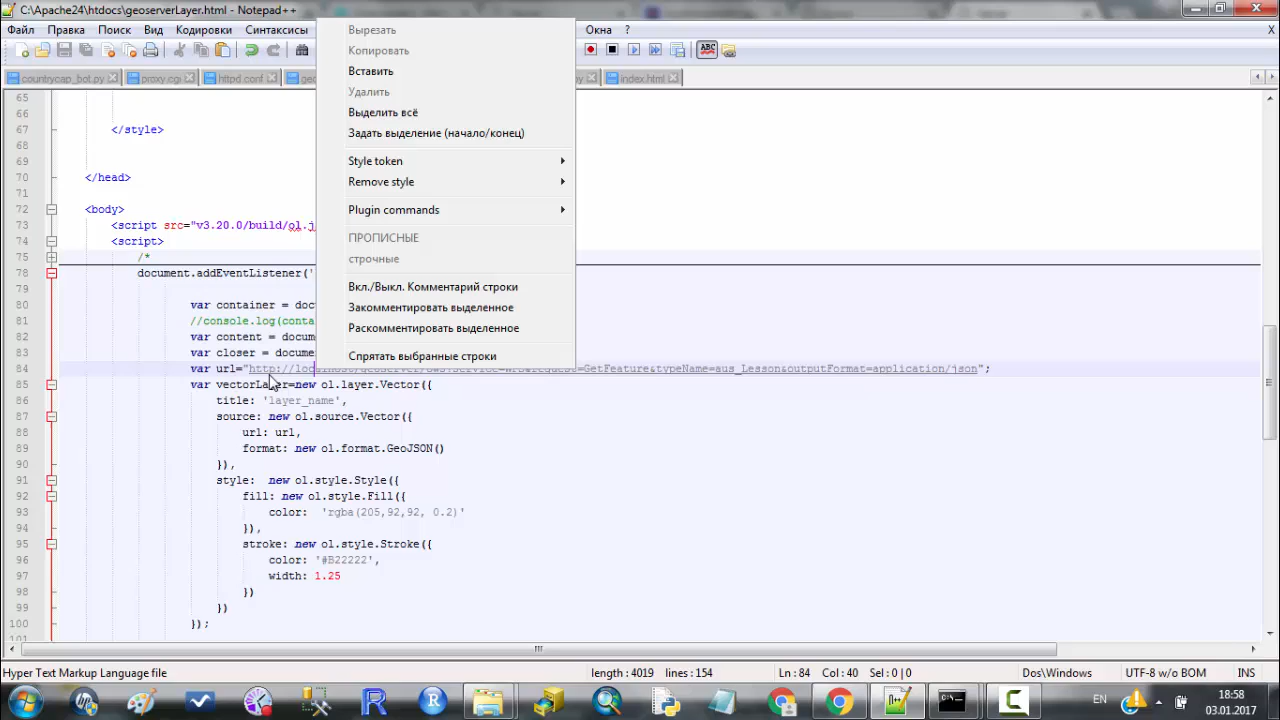 C:\Apache24\htdocs\geoserverLayer.html - Notepad++
Файл Правка Поиск Вид Кодировки Синтаксисы Окна ? X
countrycap_bot.py proxy.cgi httpd.conf index.html
Вырезать
Копировать
Вставить
Удалить
Выделить всё
Задать выделение (начало/конец)
Style token
Remove style
Plugin commands
ПРОПИСНЫЕ
строчные
Вкл./Выкл. Комментарий строки
Закомментировать выделенное
Раскомментировать выделенное
Спрятать выбранные строки
65
66
67 </style>
68
69
70 </head>
71
72 <body>
73 <script src="v3.20.0/build/ol.j
74 <script>
75 /*
78 document.addEventListener('
79
80 var container = doc
81 //console.log(conta
82 var content = docum
83 var closer = docume
84 var url="http://localhost/geoserver/ows?service=WFS&request=GetFeature&typeName=aus_Lesson&outputFormat=application/json";
85 var vectorLayer=new ol.layer.Vector({
86 title: 'layer_name',
87 source: new ol.source.Vector({
88 url: url,
89 format: new ol.format.GeoJSON()
90 }),
91 style: new ol.style.Style({
92 fill: new ol.style.Fill({
93 color: 'rgba(205,92,92, 0.2)'
94 }),
95 stroke: new ol.style.Stroke({
96 color: '#B22222',
97 width: 1.25
98 })
99 })
100 });
101
Hyper Text Markup Language file length : 4019 lines : 154 Ln : 84 Col : 40 Sel : 0 | 0 Dos\Windows UTF-8 w/o BOM INS
EN
18:58
03.01.2017